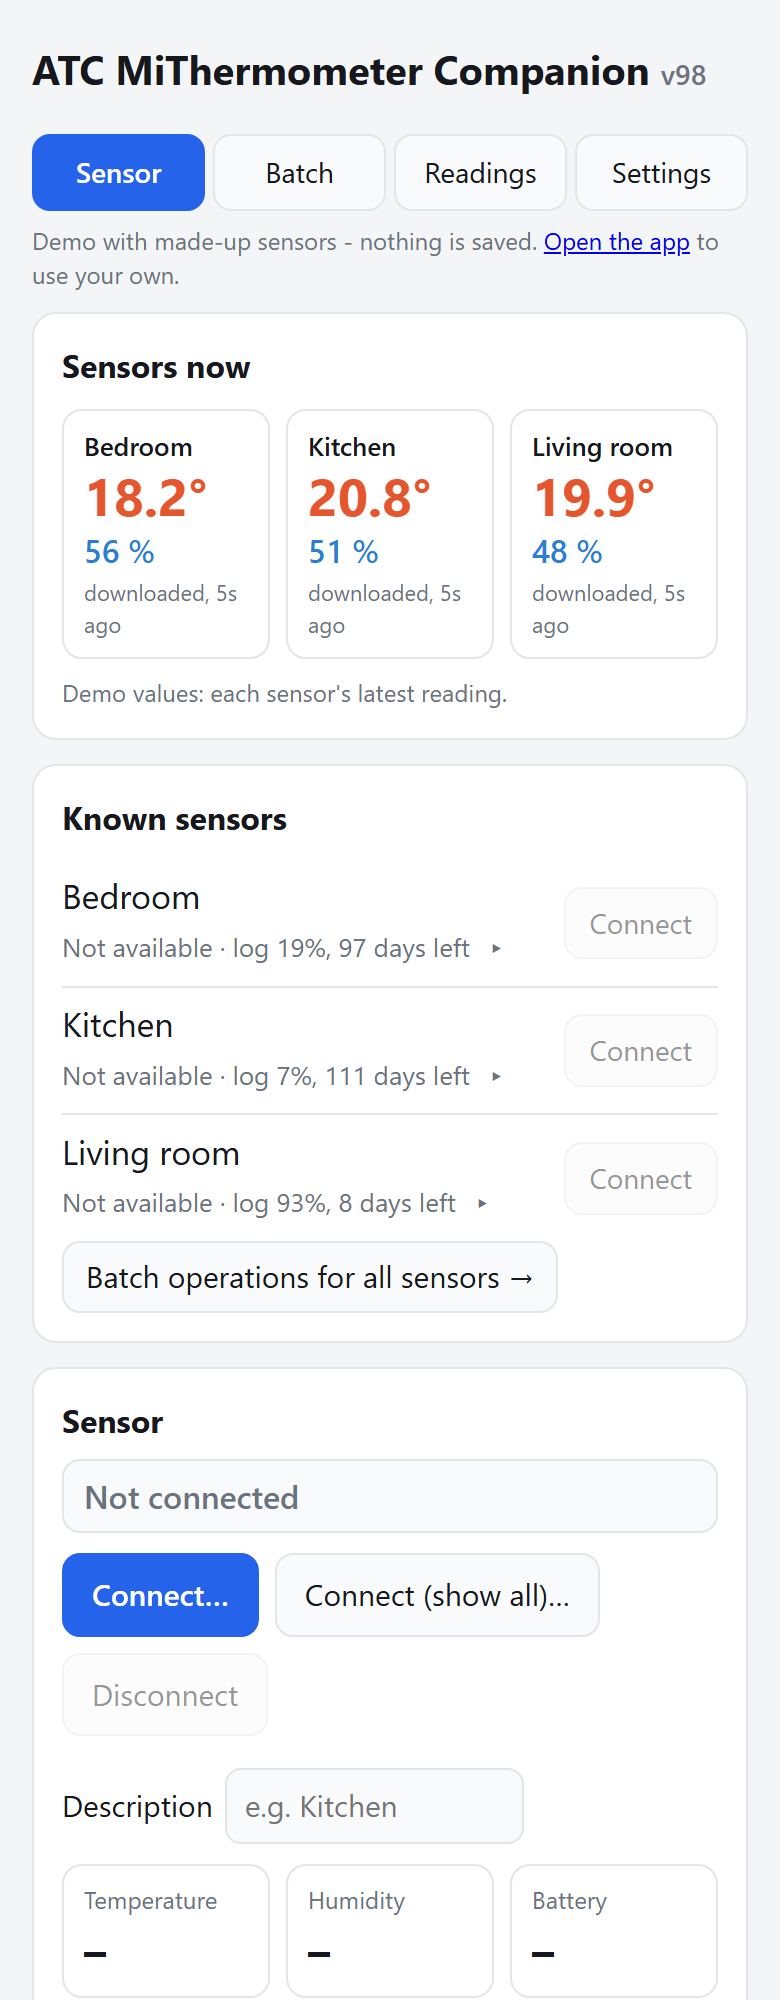 ATC MiThermometer Companion v98
Sensor Batch Readings Settings
Demo with made-up sensors - nothing is saved. Open the app to
use your own.
Sensors now
Bedroom
18.2°
56 %
downloaded, 5s
ago
Kitchen
20.8°
51 %
downloaded, 5s
ago
Living room
19.9°
48 %
downloaded, 5s
ago
Demo values: each sensor's latest reading.
Known sensors
Bedroom
Not available · log 19%, 97 days left ▸
Connect
Kitchen
Not available · log 7%, 111 days left ▸
Connect
Living room
Not available · log 93%, 8 days left ▸
Connect
Batch operations for all sensors →
Sensor
Not connected
Connect... Connect (show all)...
Disconnect
Description e.g. Kitchen
Temperature
–
Humidity
–
Battery
–